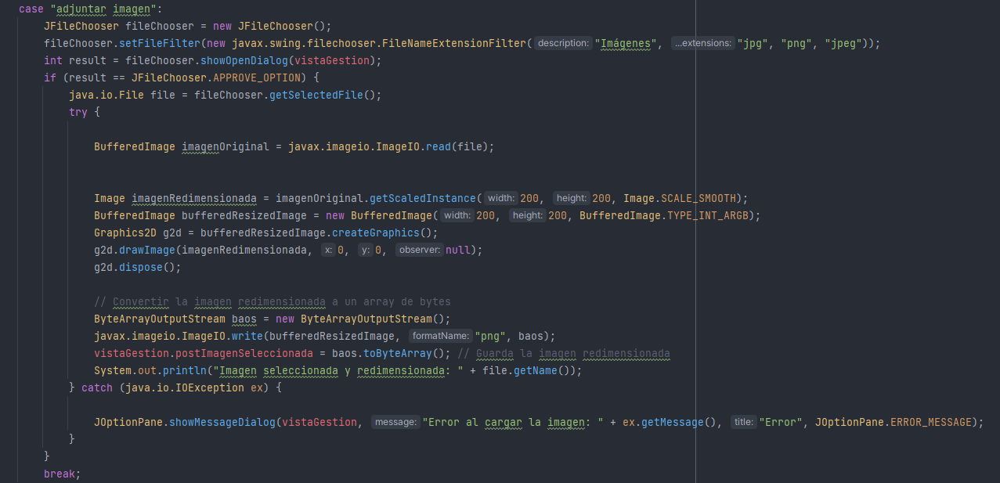 case "adjuntar imagen":
JFileChooser fileChooser = new JFileChooser();
fileChooser.setFileFilter(new javax.swing.filechooser.FileNameExtensionFilter( description: "Imágenes", ...extensions: "jpg", "png", "jpeg"));
int result = fileChooser.showOpenDialog(vistaGestion);
if (result == JFileChooser.APPROVE_OPTION) {
java.io.File file = fileChooser.getSelectedFile();
try {
BufferedImage imagenOriginal = javax.imageio.ImageIO.read(file);
Image imagenRedimensionada = imagenOriginal.getScaledInstance( width: 200, height: 200, Image.SCALE_SMOOTH);
BufferedImage bufferedResizedImage = new BufferedImage( width: 200, height: 200, BufferedImage.TYPE_INT_ARGB);
Graphics2D g2d = bufferedResizedImage.createGraphics();
g2d.drawImage(imagenRedimensionada, x: 0, y: 0, observer: null);
g2d.dispose();
// Convertir la imagen redimensionada a un array de bytes
ByteArrayOutputStream baos = new ByteArrayOutputStream();
javax.imageio.ImageIO.write(bufferedResizedImage, formatName: "png", baos);
vistaGestion.postImagenSeleccionada = baos.toByteArray(); // Guarda la imagen redimensionada
System.out.println("Imagen seleccionada y redimensionada: " + file.getName());
} catch (java.io.IOException ex) {
JOptionPane.showMessageDialog(vistaGestion, message: "Error al cargar la imagen: " + ex.getMessage(), title: "Error", JOptionPane.ERROR_MESSAGE);
}
}
break;